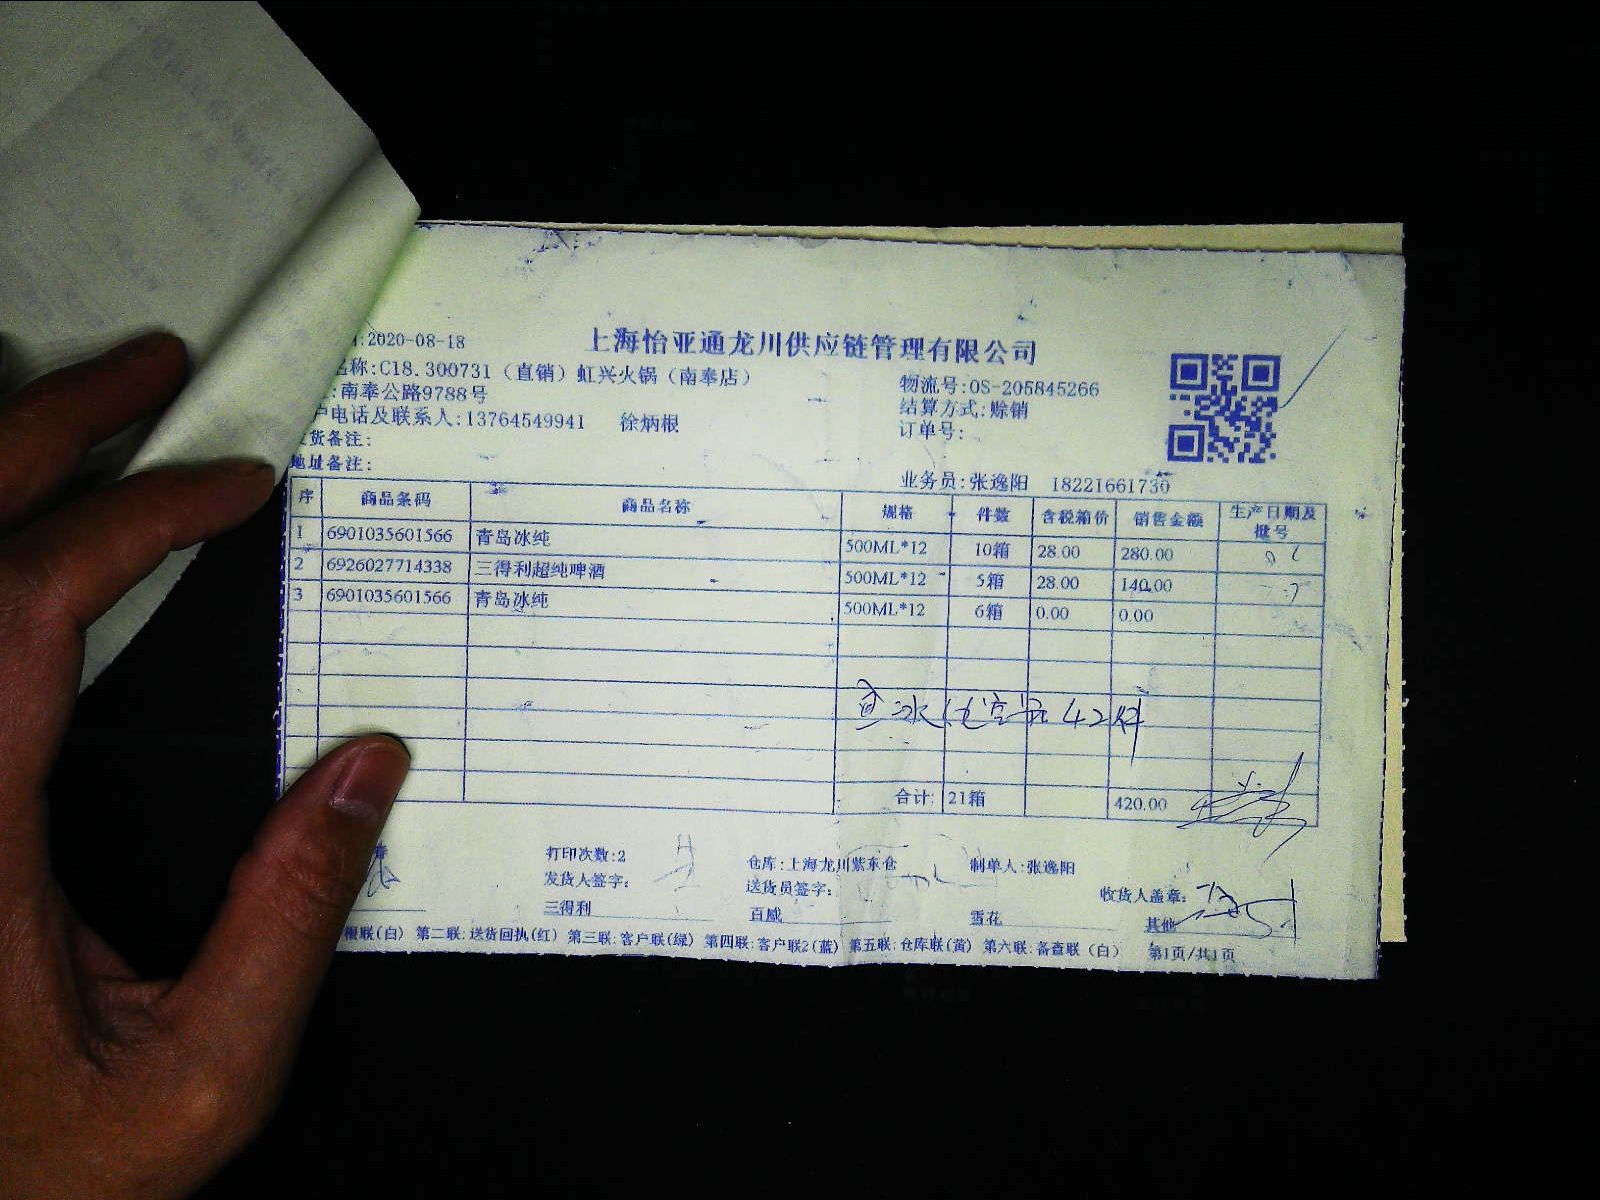 :2020-08-18
上海怡亚通龙川供应链管理有限公司
称:C18.300731（直销）虹兴火锅（南奉店）
物流号:OS-205845266
:南奉公路9788号
结算方式:赊销
电话及联系人:13764549941 徐炳根
订单号:
货备注:
地址备注:
业务员:张逸阳 18221661730
序 商品条码 商品名称 规格 件数 含税箱价 销售金额 生产日期及批号
1 6901035601566 青岛冰纯 500ML*12 10箱 28.00 280.00
2 6926027714338 三得利超纯啤酒 500ML*12 5箱 28.00 140.00
3 6901035601566 青岛冰纯 500ML*12 6箱 0.00 0.00
42件
合计: 21箱 420.00
打印次数:2 仓库:上海龙川紫东仓 制单人:张逸阳
发货人签字: 送货员签字: 收货人盖章:
三得利 百威 雪花 其他
根联(白) 第二联:送货回执(红) 第三联:客户联(绿) 第四联:客户联2(蓝) 第五联:仓库联(黄) 第六联:备查联(白) 第1页/共1页